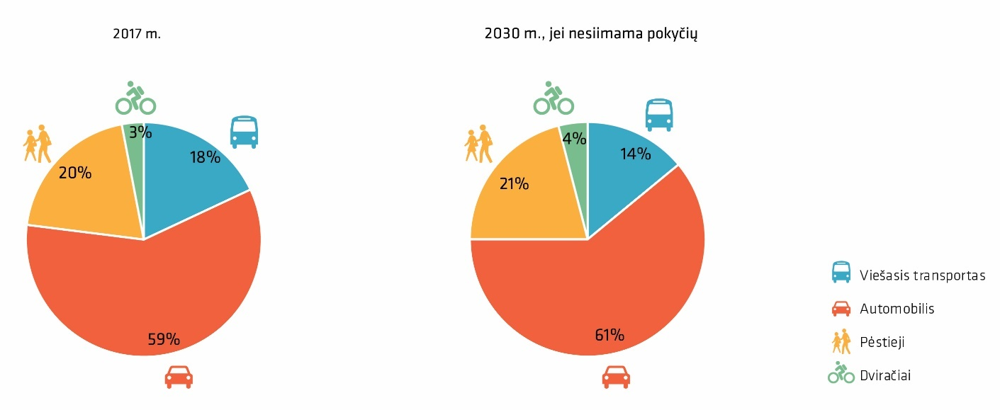 2017 m.
2030 m., jei nesiimama pokyčių
3%
18%
20%
59%
4%
14%
21%
61%
Viešasis transportas
Automobilis
Pėstieji
Dviračiai